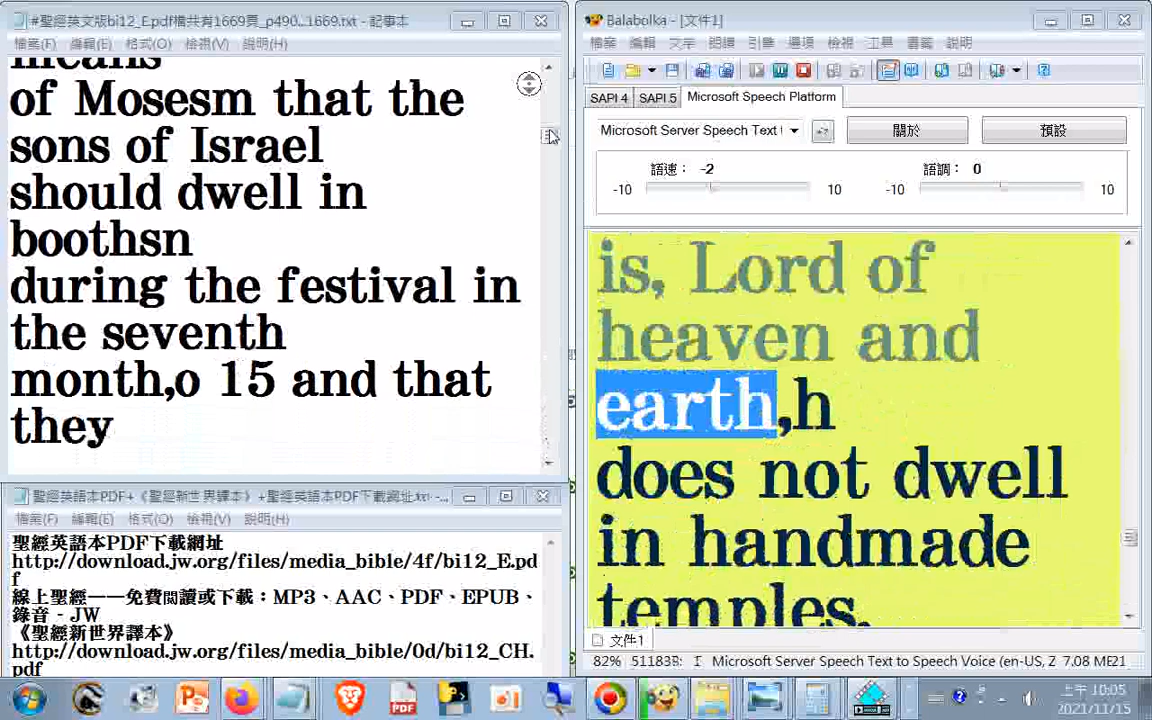 #聖經英文版bi12_E.pdf檔共有1669頁_p490...1669.txt - 記事本
檔案(F) 編輯(E) 格式(O) 檢視(V) 說明(H)
means
of Mosesm that the
sons of Israel
should dwell in
boothsn
during the festival in
the seventh
month,o 15 and that
they
聖經英語本PDF+《聖經新世界譯本》+聖經英語本PDF下載網址.txt - ...
檔案(F) 編輯(E) 格式(O) 檢視(V) 說明(H)
聖經英語本PDF下載網址
http://download.jw.org/files/media_bible/4f/bi12_E.pd
f
線上聖經——免費閱讀或下載：MP3、AAC、PDF、EPUB、
錄音 - JW
《聖經新世界譯本》
http://download.jw.org/files/media_bible/0d/bi12_CH.
pdf
Balabolka - [文件1]
檔案 編輯 文字 閱讀 引擎 選項 檢視 工具 書籤 說明
SAPI 4 SAPI 5 Microsoft Speech Platform
Microsoft Server Speech Text 關於 預設
語速： -2 語調： 0
-10 10 -10 10
is, Lord of
heaven and
earth,h
does not dwell
in handmade
temples,
文件1
82% Microsoft Server Speech Text to Speech Voice (en-US, Z 7.08 ME
上午 10:05
2021/11/15